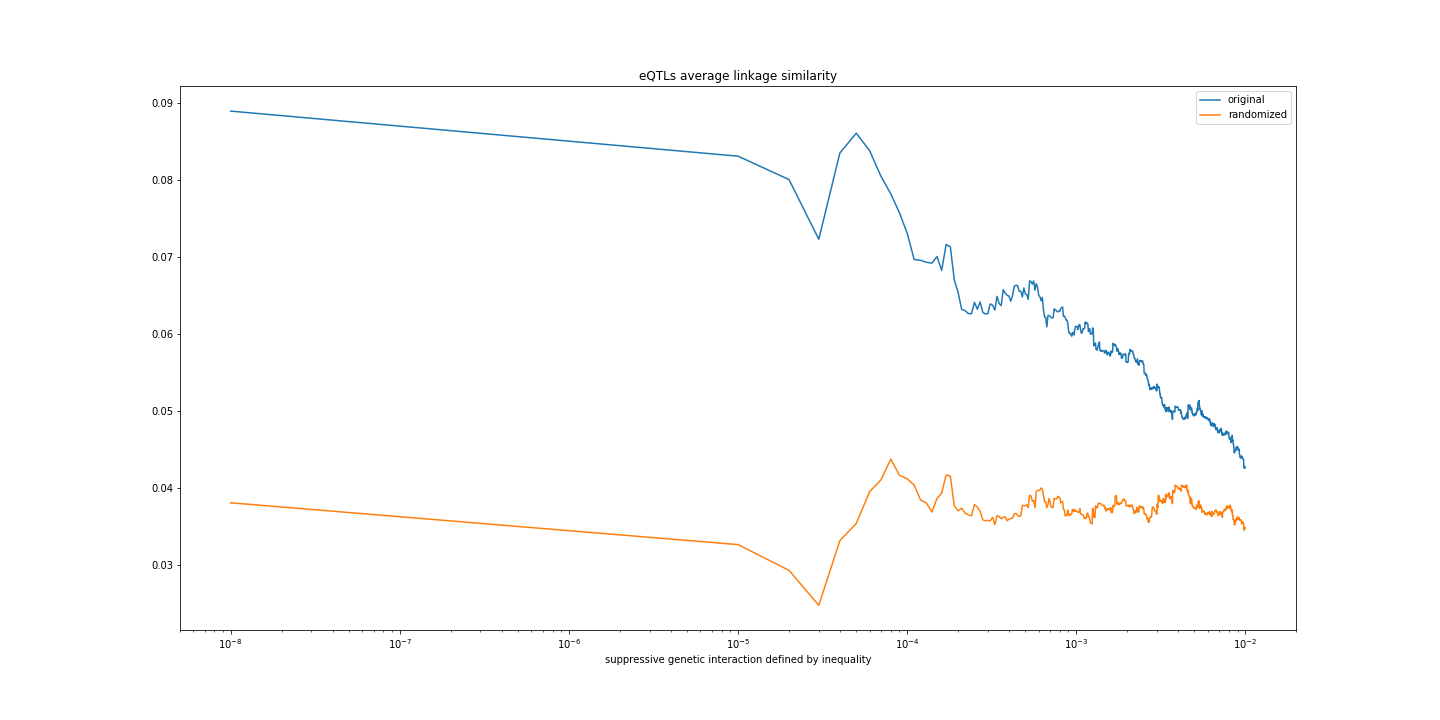 eQTLs average linkage similarity
original
randomized
0.09
0.08
0.07
0.06
0.05
0.04
0.03
10⁻⁸ 10⁻⁷ 10⁻⁶ 10⁻⁵ 10⁻⁴ 10⁻³ 10⁻²
suppressive genetic interaction defined by inequality